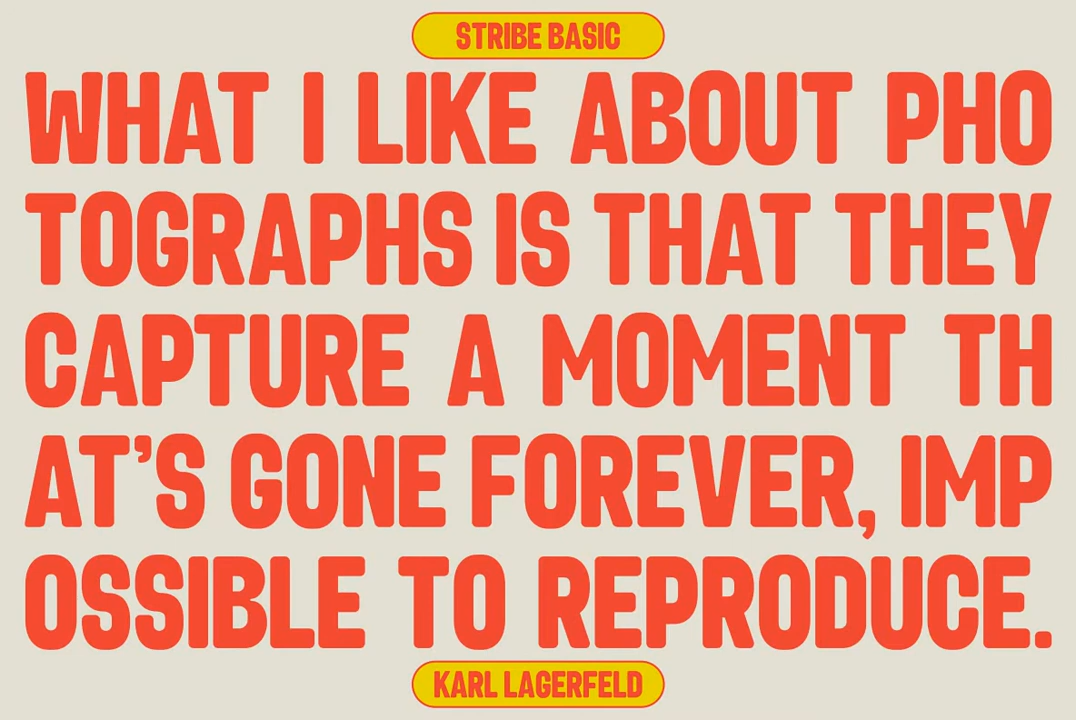 STRIBE BASIC
WHAT I LIKE ABOUT PHO
TOGRAPHS IS THAT THEY
CAPTURE A MOMENT TH
AT’S GONE FOREVER, IMP
OSSIBLE TO REPRODUCE.
KARL LAGERFELD